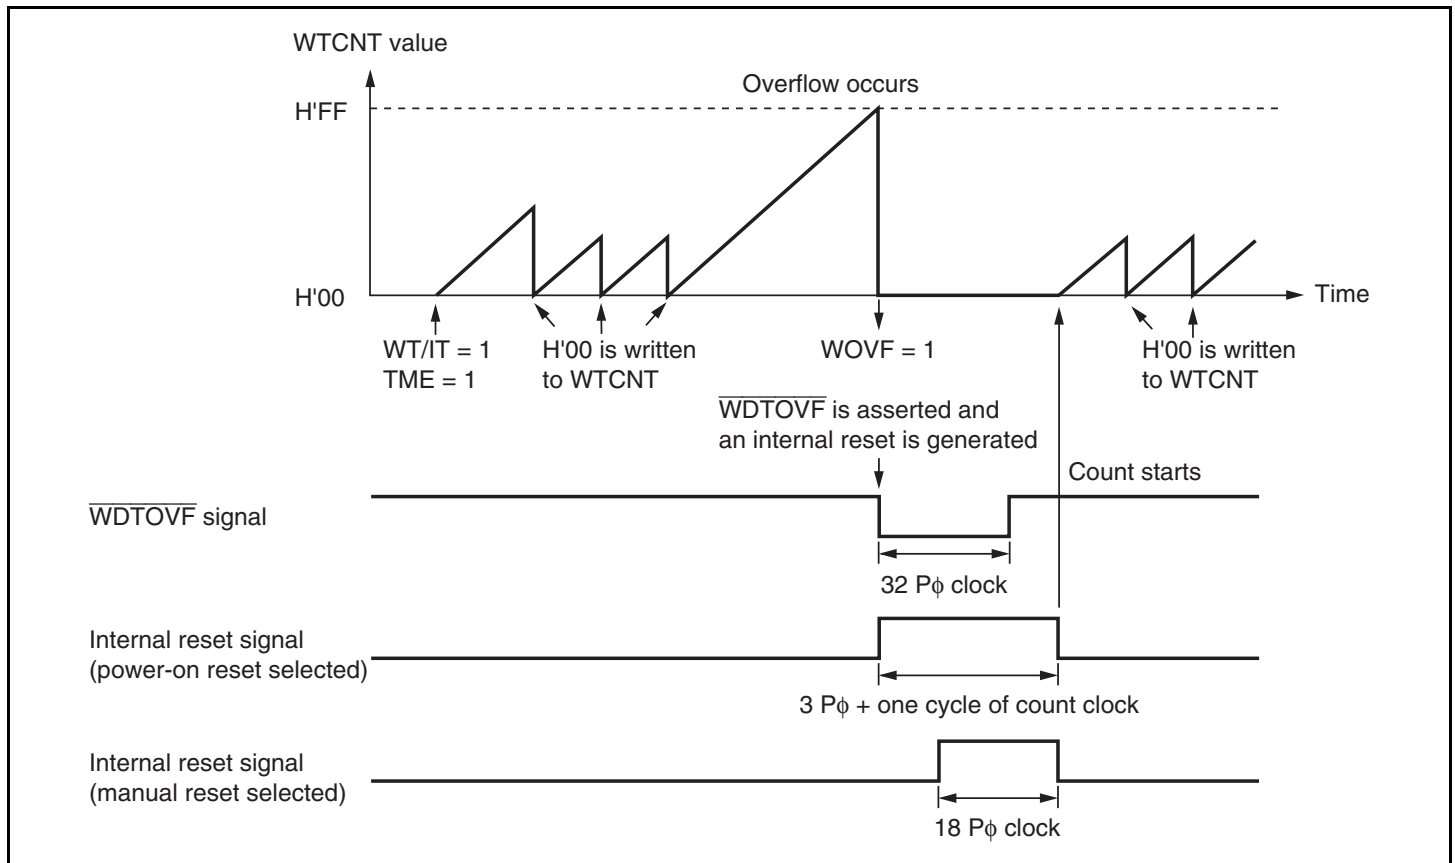 WTCNT value
Overflow occurs
H'FF
H'00
Time
WT/IT = 1
TME = 1
H'00 is written
to WTCNT
WOVF = 1
H'00 is written
to WTCNT
W̅D̅T̅O̅V̅F̅ is asserted and
an internal reset is generated
Count starts
W̅D̅T̅O̅V̅F̅ signal
32 Pϕ clock
Internal reset signal
(power-on reset selected)
3 Pϕ + one cycle of count clock
Internal reset signal
(manual reset selected)
18 Pϕ clock